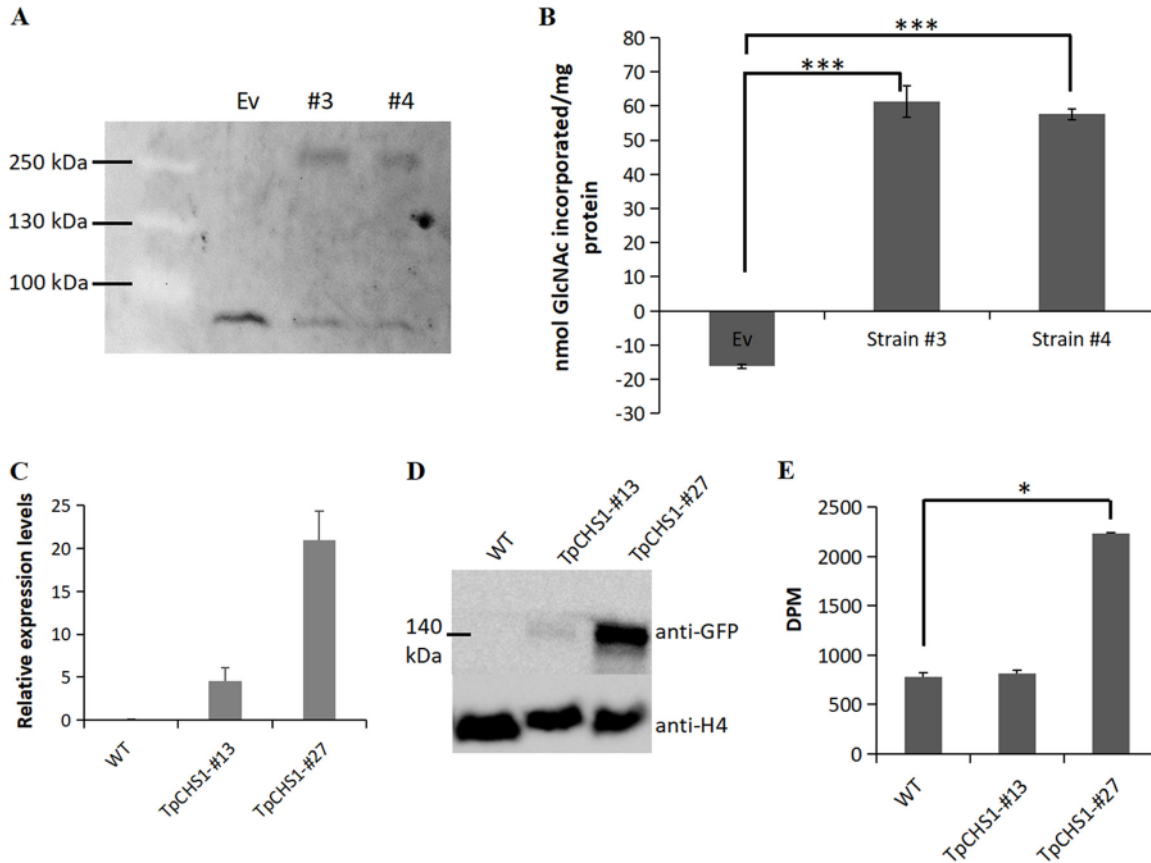 A
Ev #3 #4
250 kDa
130 kDa
100 kDa
B
nmol GlcNAc incorporated/mg
protein
80
70
60
50
40
30
20
10
0
-10
-20
-30
***
***
Ev
Strain #3
Strain #4
C
Relative expression levels
25
20
15
10
5
0
WT
TpCHS1-#13
TpCHS1-#27
D
WT
TpCHS1-#13
TpCHS1-#27
140
kDa
anti-GFP
anti-H4
E
DPM
2500
2000
1500
1000
500
0
*
WT
TpCHS1-#13
TpCHS1-#27